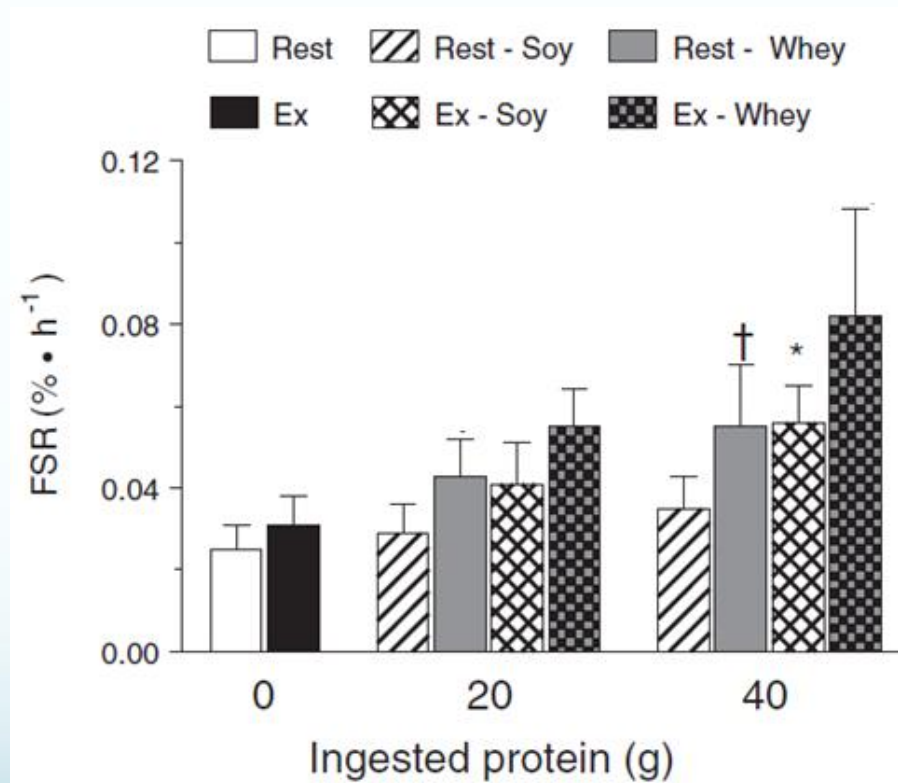 Rest Rest - Soy Rest - Whey
Ex Ex - Soy Ex - Whey
0.12
0.08
0.04
0.00
FSR (% • h⁻¹)
† *
0 20 40
Ingested protein (g)